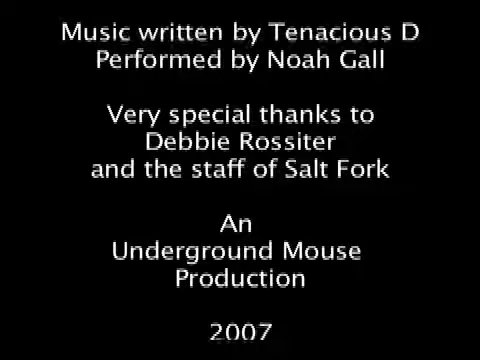 Music written by Tenacious D
Performed by Noah Gall
Very special thanks to
Debbie Rossiter
and the staff of Salt Fork
An
Underground Mouse
Production
2007